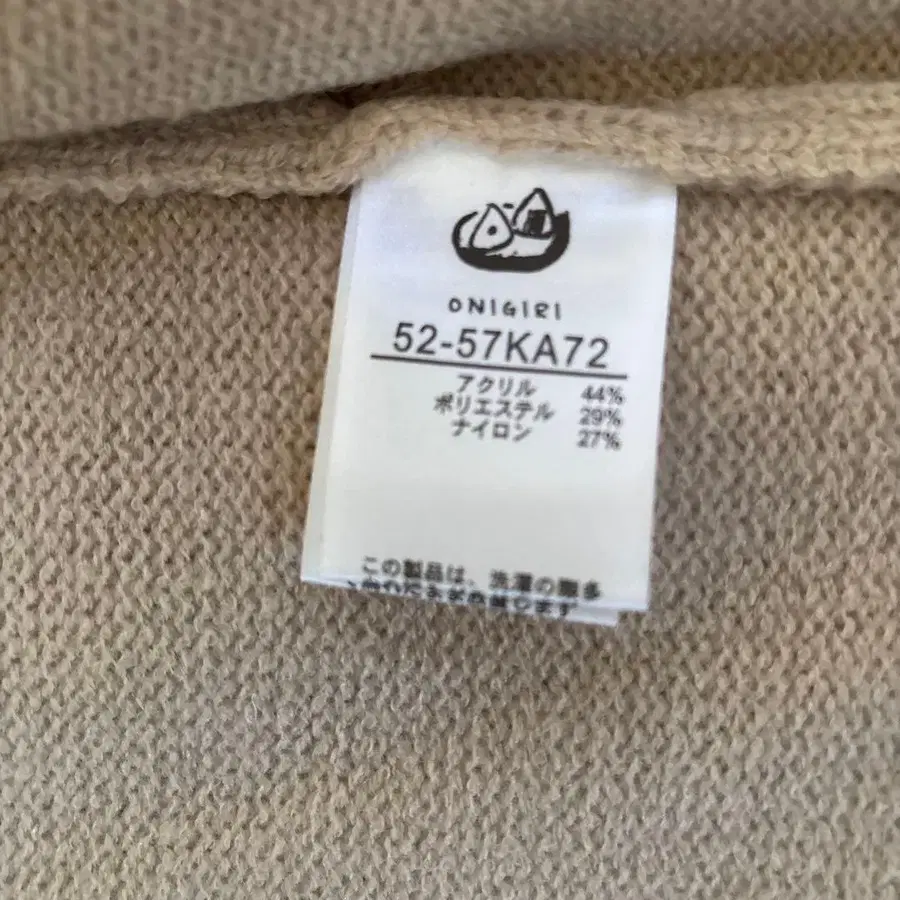 ONIGIRI
52-57KA72
アクリル 44%
ポリエステル 29%
ナイロン 27%
この製品は、洗濯の際多